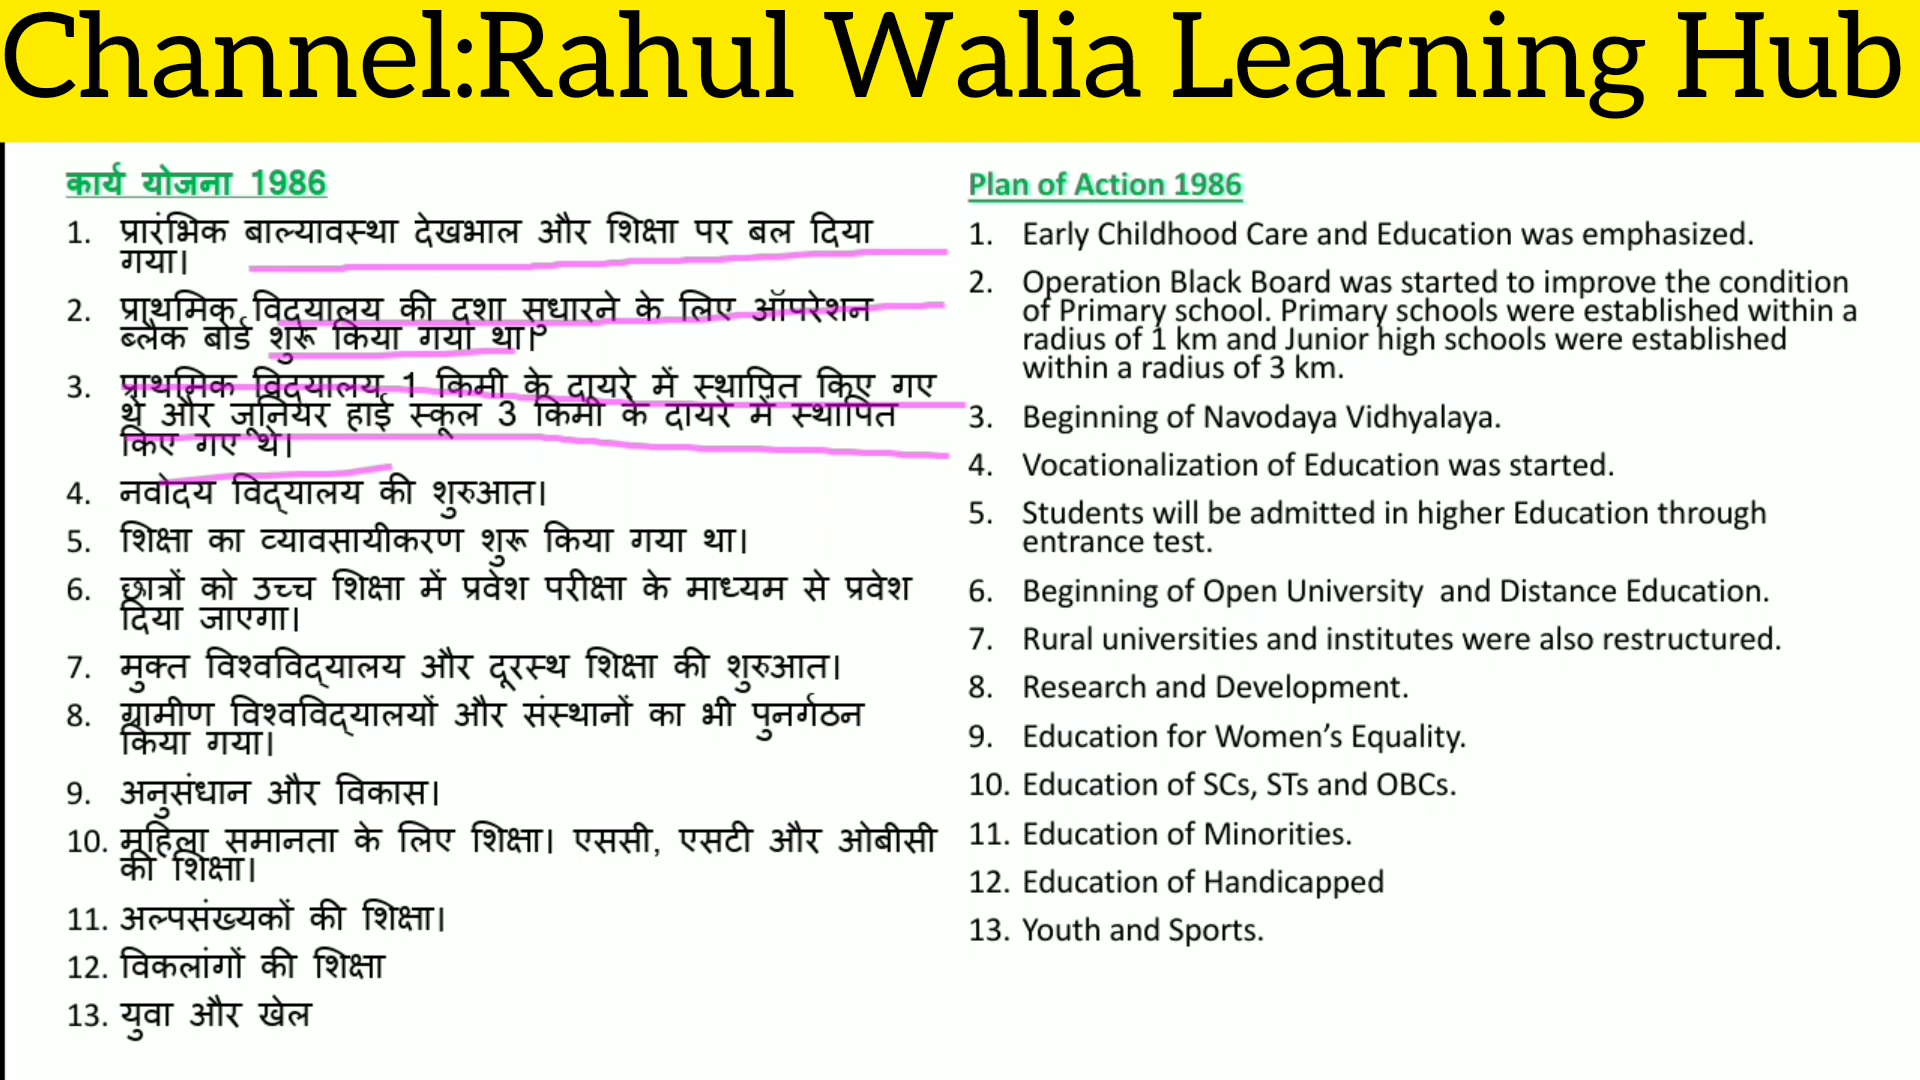 Channel:Rahul Walia Learning Hub
कार्य योजना 1986
1. प्रारंभिक बाल्यावस्था देखभाल और शिक्षा पर बल दिया
गया।
2. प्राथमिक विद्यालय की दशा सुधारने के लिए ऑपरेशन
ब्लैक बोर्ड शुरू किया गया था।
3. प्राथमिक विद्यालय 1 किमी के दायरे में स्थापित किए गए
थे और जूनियर हाई स्कूल 3 किमी के दायरे में स्थापित
किए गए थे।
4. नवोदय विद्यालय की शुरुआत।
5. शिक्षा का व्यावसायीकरण शुरू किया गया था।
6. छात्रों को उच्च शिक्षा में प्रवेश परीक्षा के माध्यम से प्रवेश
दिया जाएगा।
7. मुक्त विश्वविद्यालय और दूरस्थ शिक्षा की शुरुआत।
8. ग्रामीण विश्वविद्यालयों और संस्थानों का भी पुनर्गठन
किया गया।
9. अनुसंधान और विकास।
10. महिला समानता के लिए शिक्षा। एससी, एसटी और ओबीसी
की शिक्षा।
11. अल्पसंख्यकों की शिक्षा।
12. विकलांगों की शिक्षा
13. युवा और खेल
Plan of Action 1986
1. Early Childhood Care and Education was emphasized.
2. Operation Black Board was started to improve the condition
of Primary school. Primary schools were established within a
radius of 1 km and Junior high schools were established
within a radius of 3 km.
3. Beginning of Navodaya Vidhyalaya.
4. Vocationalization of Education was started.
5. Students will be admitted in higher Education through
entrance test.
6. Beginning of Open University  and Distance Education.
7. Rural universities and institutes were also restructured.
8. Research and Development.
9. Education for Women’s Equality.
10. Education of SCs, STs and OBCs.
11. Education of Minorities.
12. Education of Handicapped
13. Youth and Sports.